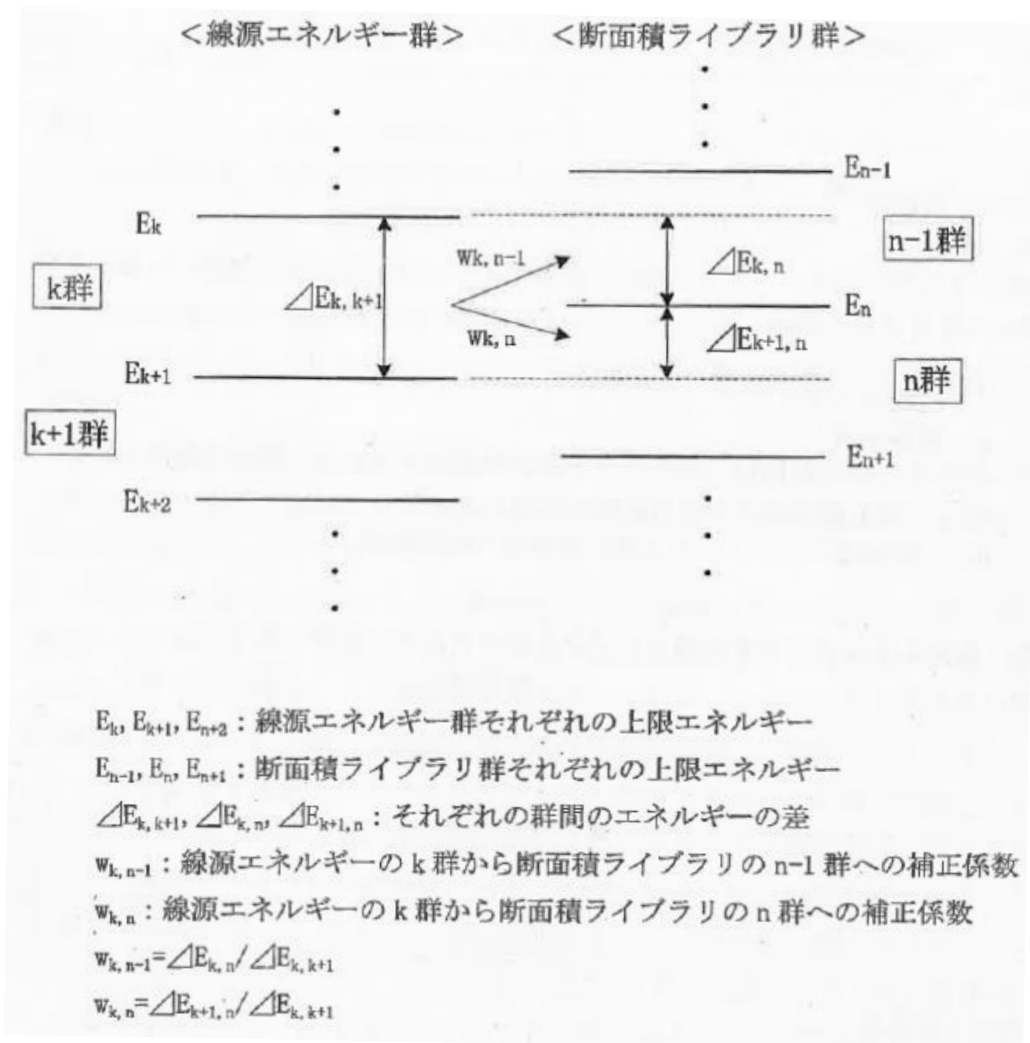 <線源エネルギー群> <断面積ライブラリ群>
En-1
Ek
n-1群
Wk, n-1
⊿Ek, n
k群
⊿Ek, k+1
En
Wk, n
⊿Ek+1, n
Ek+1
n群
k+1群
En+1
Ek+2
Ek, Ek+1, En+2：線源エネルギー群それぞれの上限エネルギー
En-1, En, En+1：断面積ライブラリ群それぞれの上限エネルギー
⊿Ek, k+1, ⊿Ek, n, ⊿Ek+1, n：それぞれの群間のエネルギーの差
wk, n-1：線源エネルギーのk群から断面積ライブラリのn-1群への補正係数
wk, n：線源エネルギーのk群から断面積ライブラリのn群への補正係数
wk, n-1=⊿Ek, n/⊿Ek, k+1
wk, n=⊿Ek+1, n/⊿Ek, k+1